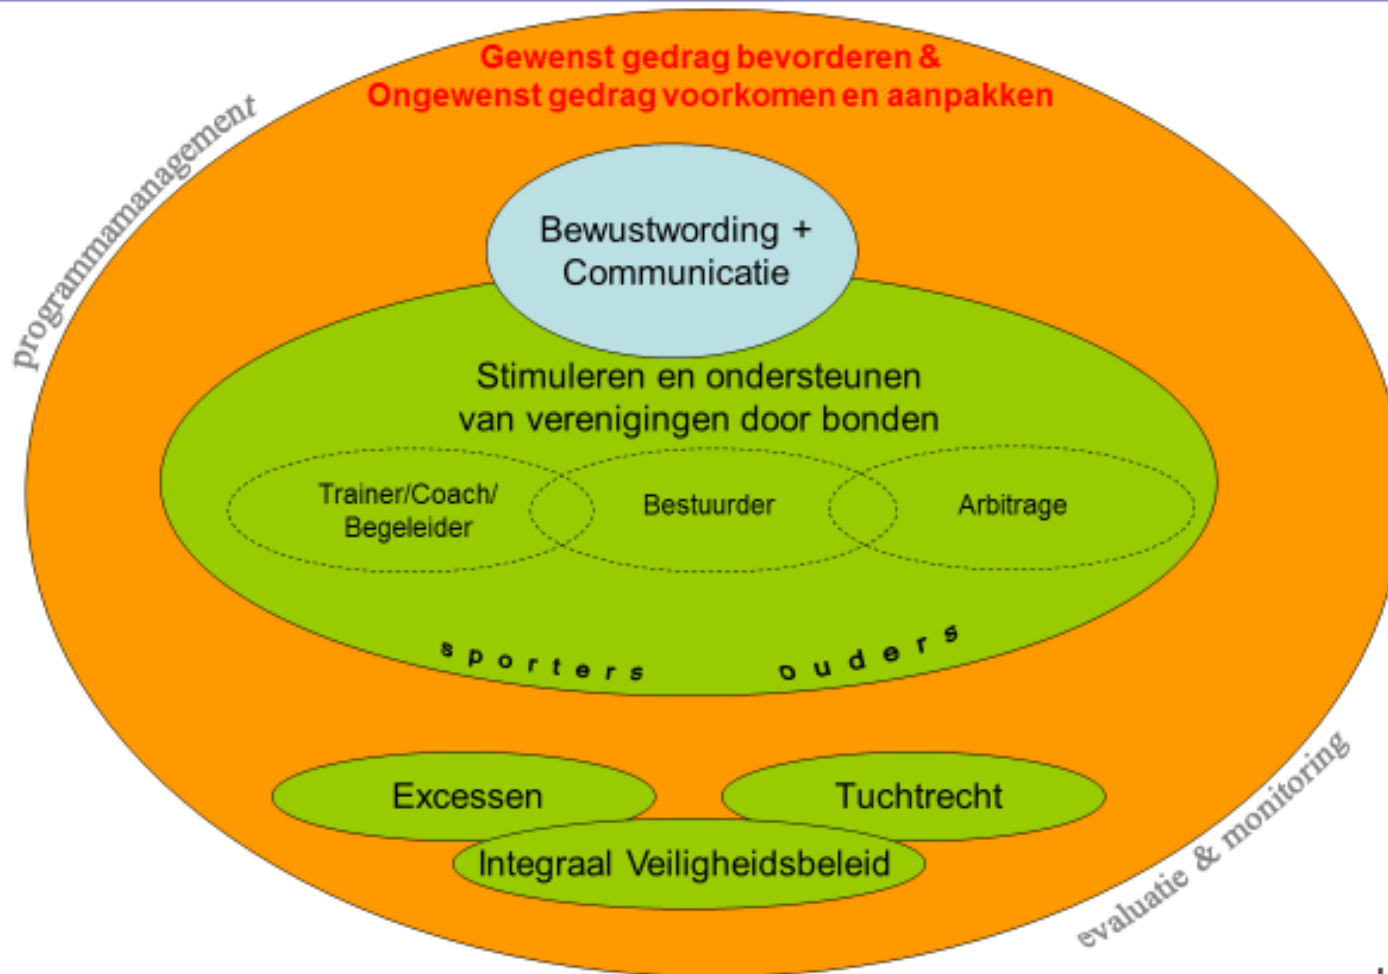 Gewenst gedrag bevorderen &
Ongewenst gedrag voorkomen en aanpakken
programmamanagement
Bewustwording +
Communicatie
Stimuleren en ondersteunen
van verenigingen door bonden
Trainer/Coach/
Begeleider
Bestuurder
Arbitrage
sporters
ouders
Excessen
Tuchtrecht
Integraal Veiligheidsbeleid
evaluatie & monitoring